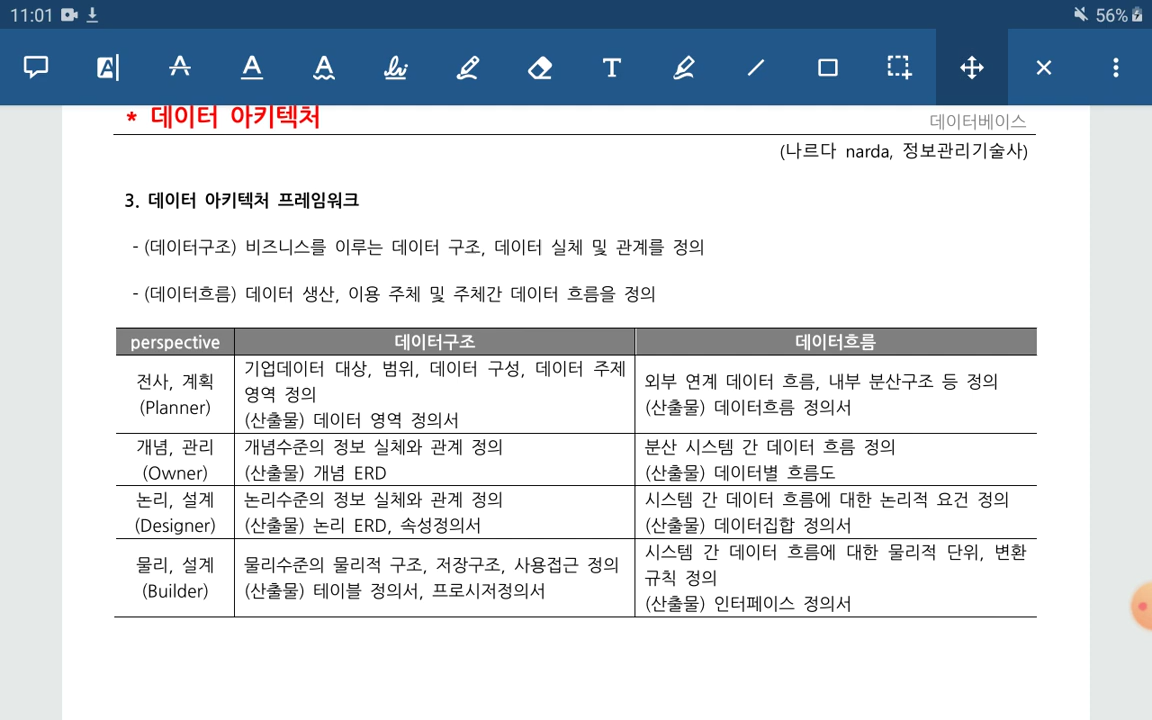 11:01
56%
* 데이터 아키텍처
데이터베이스
(나르다 narda, 정보관리기술사)
3. 데이터 아키텍처 프레임워크
- (데이터구조) 비즈니스를 이루는 데이터 구조, 데이터 실체 및 관계를 정의
- (데이터흐름) 데이터 생산, 이용 주체 및 주체간 데이터 흐름을 정의
perspective 데이터구조 데이터흐름
전사, 계획
(Planner)
기업데이터 대상, 범위, 데이터 구성, 데이터 주제
영역 정의
(산출물) 데이터 영역 정의서
외부 연계 데이터 흐름, 내부 분산구조 등 정의
(산출물) 데이터흐름 정의서
개념, 관리
(Owner)
개념수준의 정보 실체와 관계 정의
(산출물) 개념 ERD
분산 시스템 간 데이터 흐름 정의
(산출물) 데이터별 흐름도
논리, 설계
(Designer)
논리수준의 정보 실체와 관계 정의
(산출물) 논리 ERD, 속성정의서
시스템 간 데이터 흐름에 대한 논리적 요건 정의
(산출물) 데이터집합 정의서
물리, 설계
(Builder)
물리수준의 물리적 구조, 저장구조, 사용접근 정의
(산출물) 테이블 정의서, 프로시저정의서
시스템 간 데이터 흐름에 대한 물리적 단위, 변환
규칙 정의
(산출물) 인터페이스 정의서